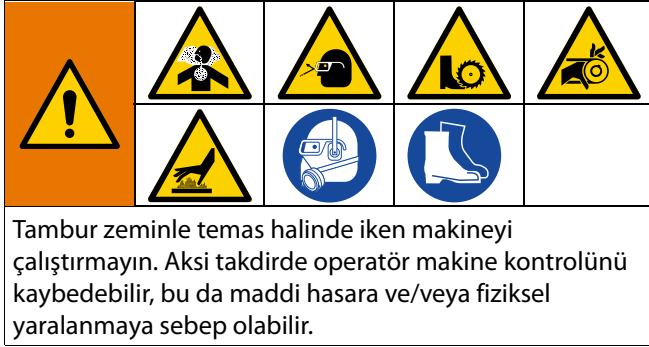 Tambur zeminle temas halinde iken makineyi
çalıştırmayın. Aksi takdirde operatör makine kontrolünü
kaybedebilir, bu da maddi hasara ve/veya fiziksel
yaralanmaya sebep olabilir.